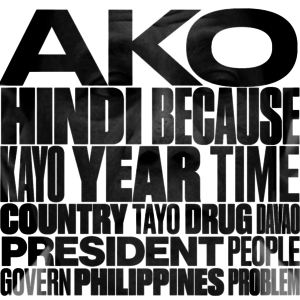 AKO
HINDI BECAUSE
KAYO YEAR TIME
COUNTRY TAYO DRUG DAVAO
PRESIDENT PEOPLE
GOVERN PHILIPPINES PROBLEM